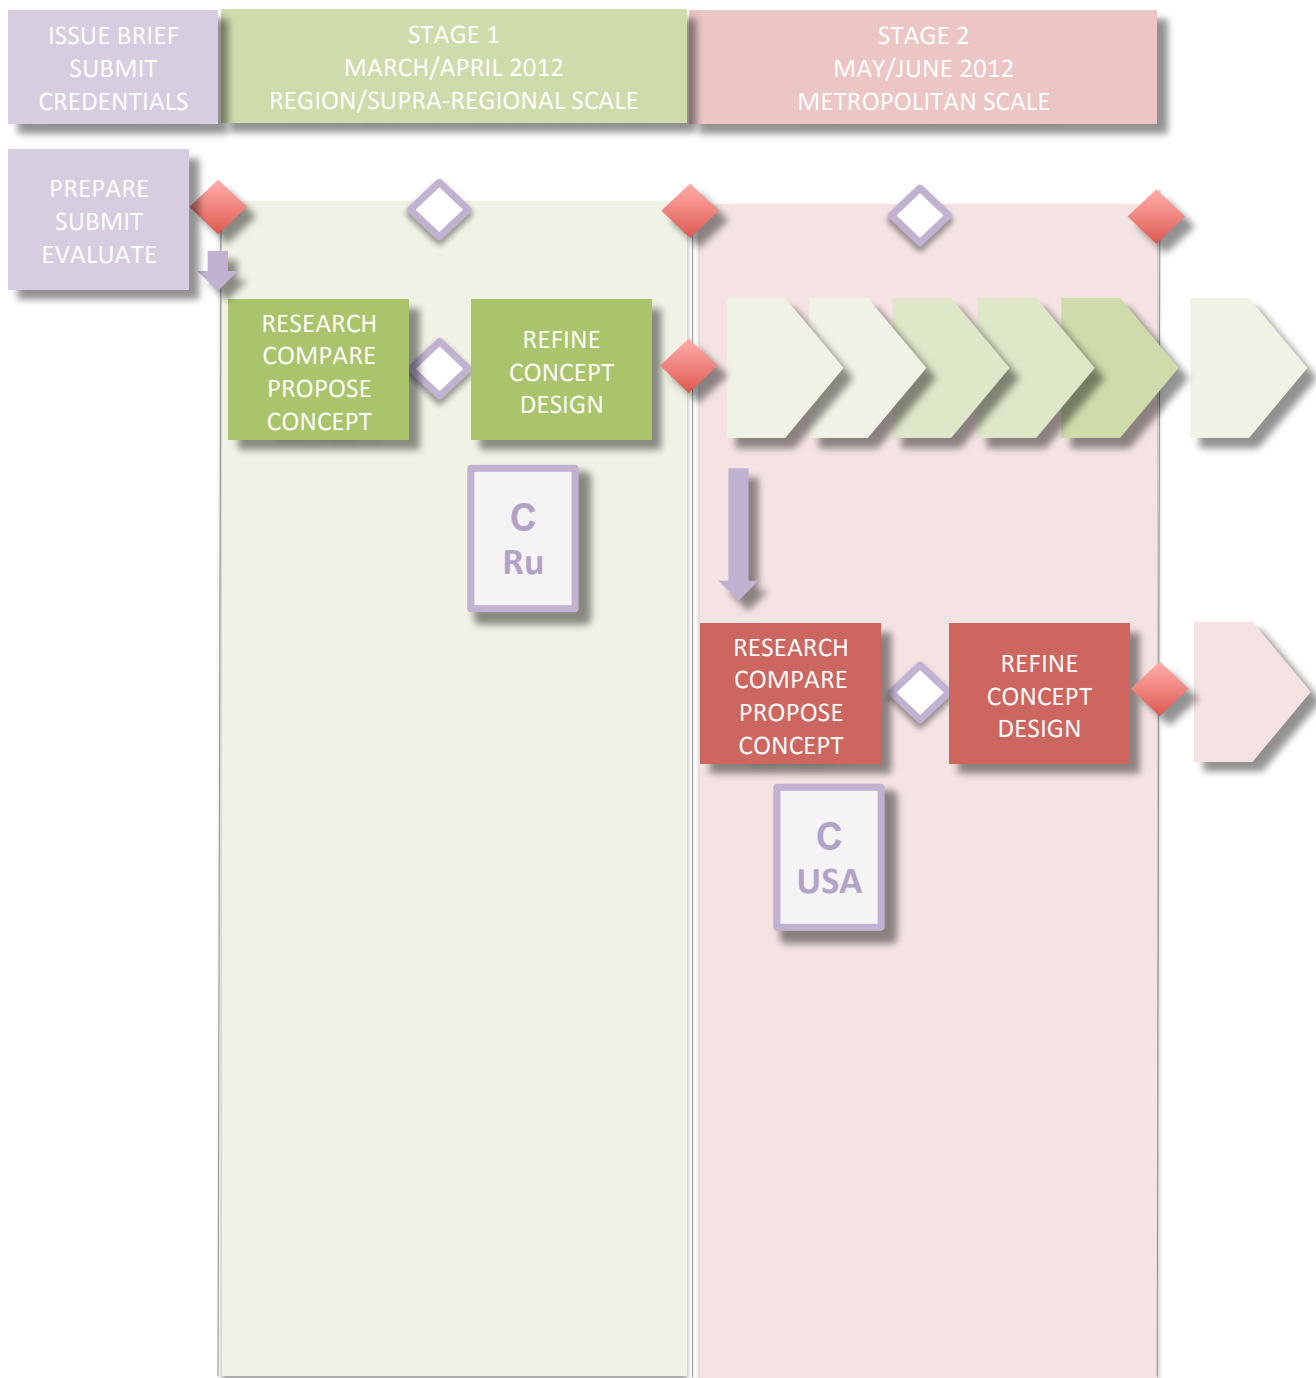 ISSUE BRIEF
SUBMIT
CREDENTIALS
STAGE 1
MARCH/APRIL 2012
REGION/SUPRA-REGIONAL SCALE
STAGE 2
MAY/JUNE 2012
METROPOLITAN SCALE
PREPARE
SUBMIT
EVALUATE
RESEARCH
COMPARE
PROPOSE
CONCEPT
REFINE
CONCEPT
DESIGN
C
Ru
RESEARCH
COMPARE
PROPOSE
CONCEPT
REFINE
CONCEPT
DESIGN
C
USA